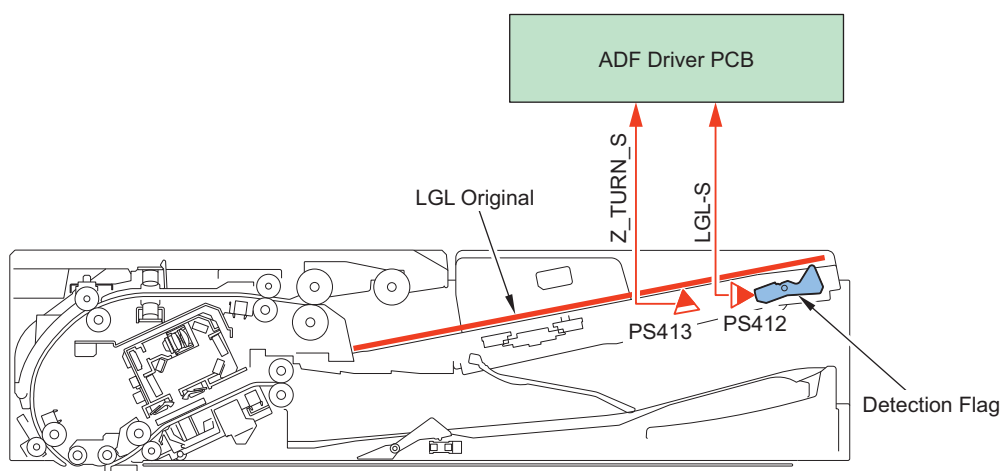 ADF Driver PCB
Z_TURN_S
LGL-S
LGL Original
PS413
PS412
Detection Flag